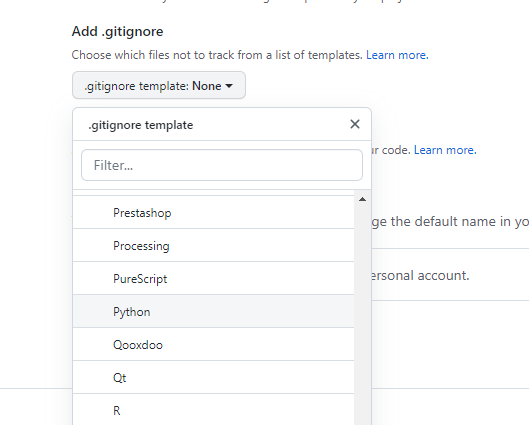 Add .gitignore
Choose which files not to track from a list of templates. Learn more.
.gitignore template: None
.gitignore template
ur code. Learn more.
Filter...
Prestashop
ge the default name in yo
Processing
PureScript
ersonal account.
Python
Qooxdoo
Qt
R